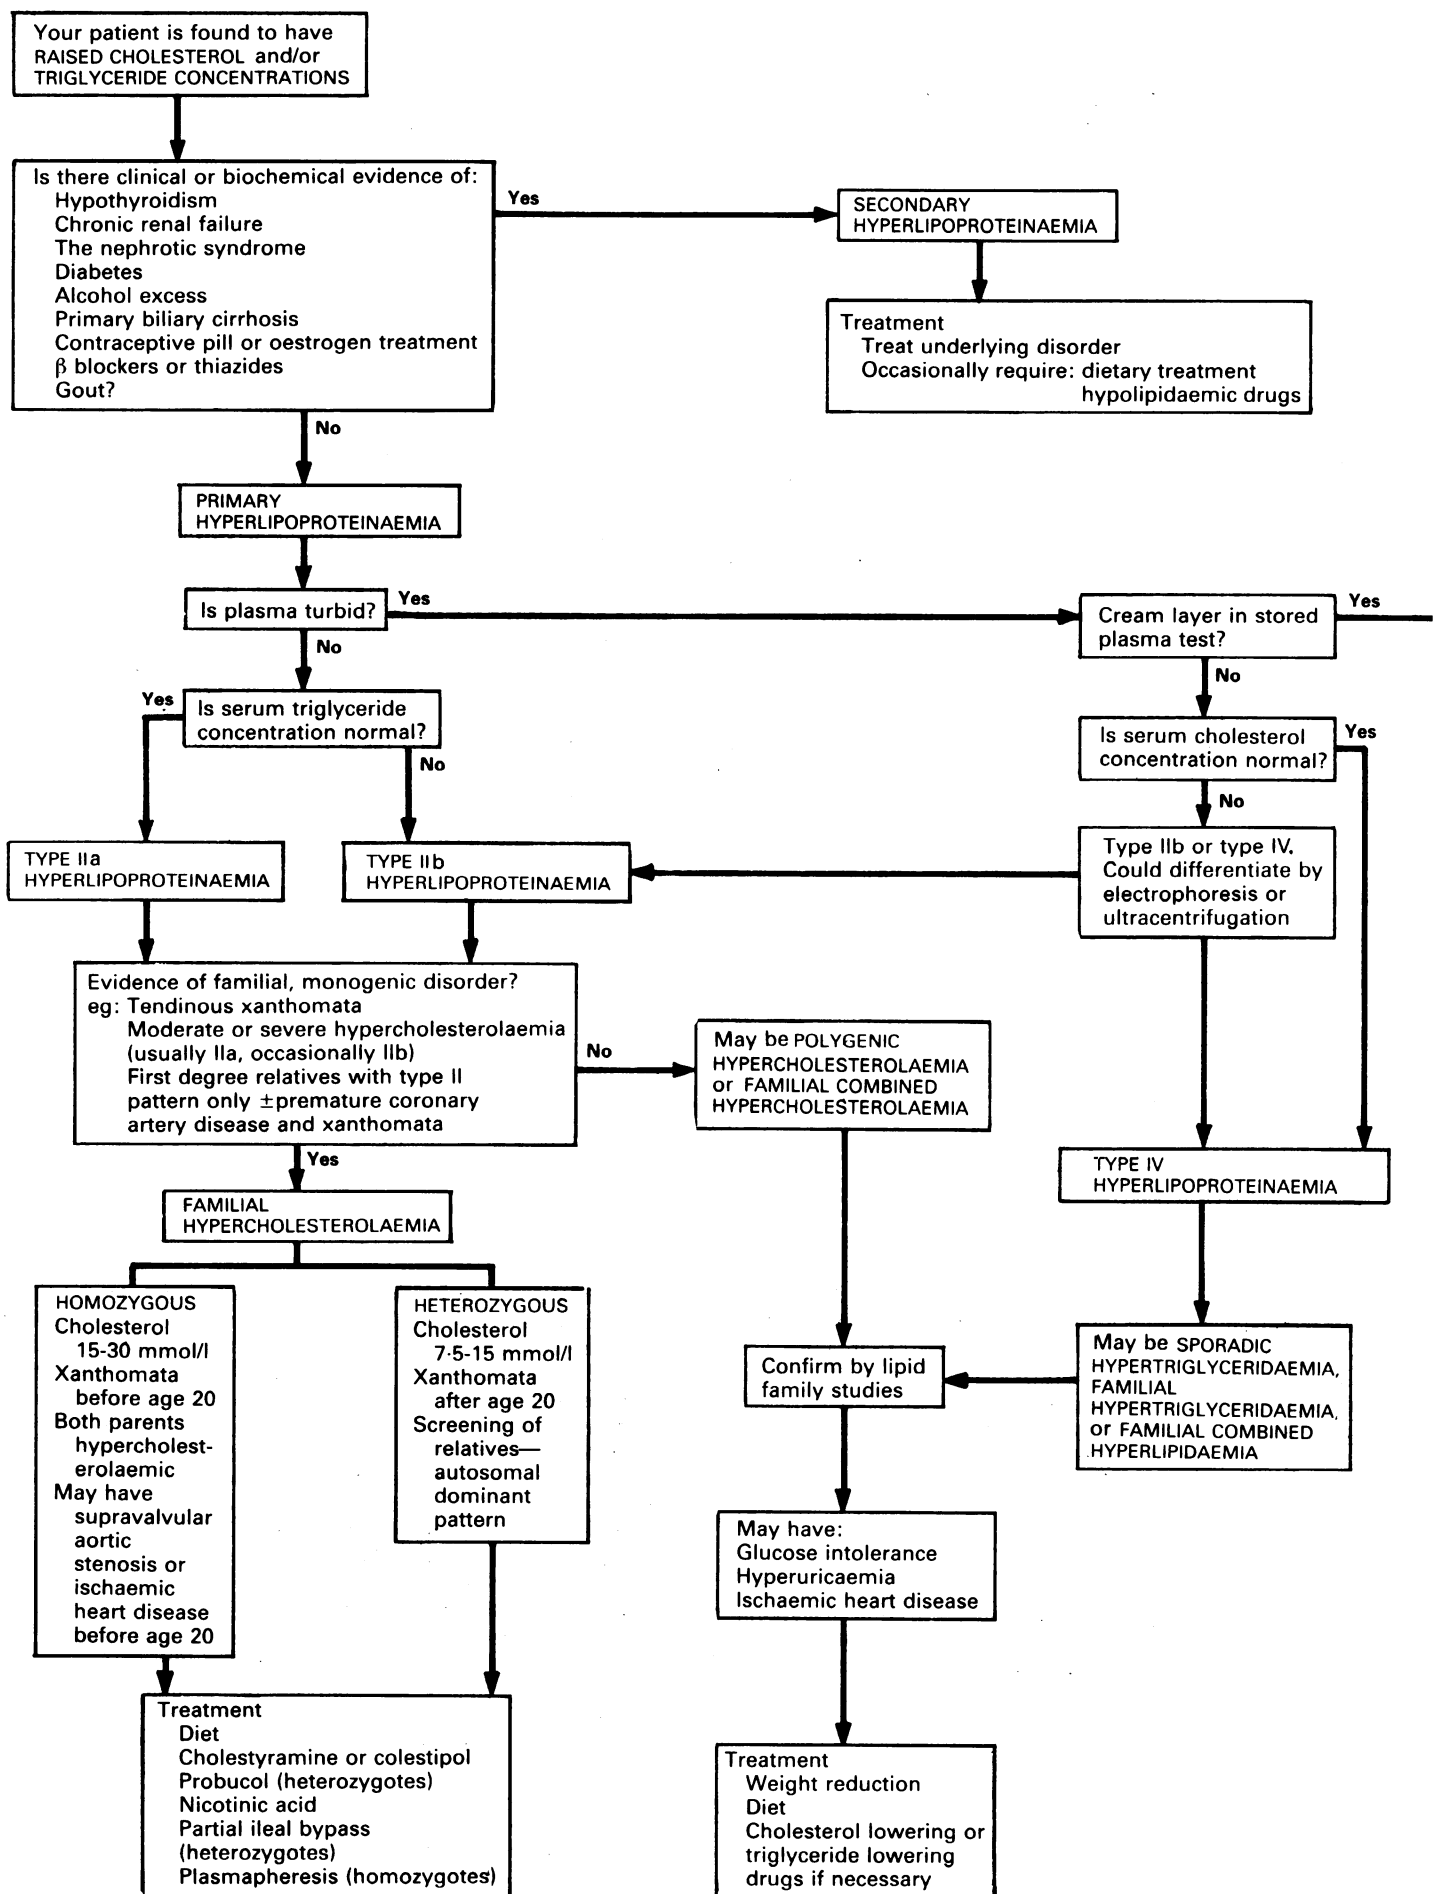 Your patient is found to have
RAISED CHOLESTEROL and/or
TRIGLYCERIDE CONCENTRATIONS
Is there clinical or biochemical evidence of:
Hypothyroidism
Chronic renal failure
The nephrotic syndrome
Diabetes
Alcohol excess
Primary biliary cirrhosis
Contraceptive pill or oestrogen treatment
β blockers or thiazides
Gout?
Yes
SECONDARY
HYPERLIPOPROTEINAEMIA
Treatment
Treat underlying disorder
Occasionally require: dietary treatment
hypolipidaemic drugs
No
PRIMARY
HYPERLIPOPROTEINAEMIA
Is plasma turbid?
Yes
Cream layer in stored
plasma test?
Yes
No
No
Yes
Is serum triglyceride
concentration normal?
No
Is serum cholesterol
concentration normal?
Yes
No
TYPE IIa
HYPERLIPOPROTEINAEMIA
TYPE IIb
HYPERLIPOPROTEINAEMIA
Type IIb or type IV.
Could differentiate by
electrophoresis or
ultracentrifugation
Evidence of familial, monogenic disorder?
eg: Tendinous xanthomata
Moderate or severe hypercholesterolaemia
(usually IIa, occasionally IIb)
First degree relatives with type II
pattern only ±premature coronary
artery disease and xanthomata
No
May be POLYGENIC
HYPERCHOLESTEROLAEMIA
or FAMILIAL COMBINED
HYPERCHOLESTEROLAEMIA
Yes
TYPE IV
HYPERLIPOPROTEINAEMIA
FAMILIAL
HYPERCHOLESTEROLAEMIA
HOMOZYGOUS
Cholesterol
15-30 mmol/l
Xanthomata
before age 20
Both parents
hypercholest-
erolaemic
May have
supravalvular
aortic
stenosis or
ischaemic
heart disease
before age 20
HETEROZYGOUS
Cholesterol
7·5-15 mmol/l
Xanthomata
after age 20
Screening of
relatives—
autosomal
dominant
pattern
Confirm by lipid
family studies
May be SPORADIC
HYPERTRIGLYCERIDAEMIA,
FAMILIAL
HYPERTRIGLYCERIDAEMIA,
or FAMILIAL COMBINED
HYPERLIPIDAEMIA
May have:
Glucose intolerance
Hyperuricaemia
Ischaemic heart disease
Treatment
Diet
Cholestyramine or colestipol
Probucol (heterozygotes)
Nicotinic acid
Partial ileal bypass
(heterozygotes)
Plasmapheresis (homozygotes)
Treatment
Weight reduction
Diet
Cholesterol lowering or
triglyceride lowering
drugs if necessary